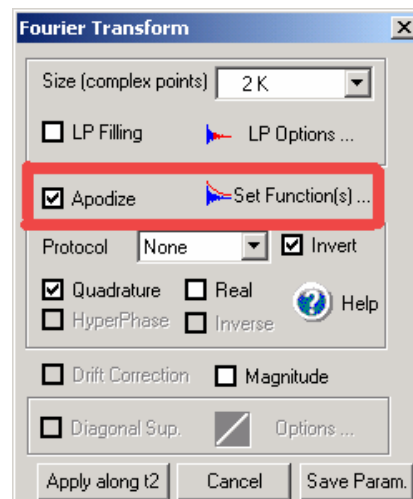 Fourier Transform
Size (complex points) 2 K
LP Filling LP Options ...
Apodize Set Function(s) ...
Protocol None Invert
Quadrature Real Help
HyperPhase Inverse
Drift Correction Magnitude
Diagonal Sup. Options ...
Apply along t2 Cancel Save Param.